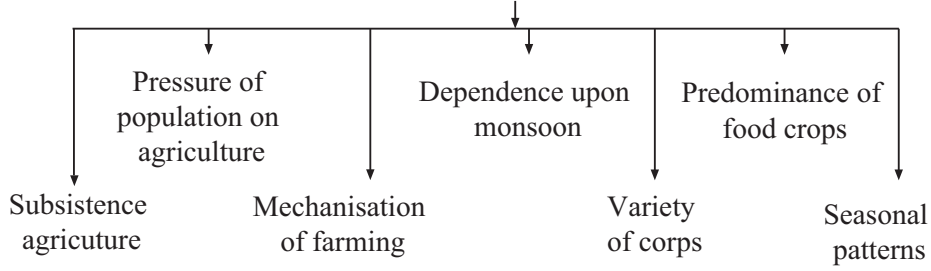 Pressure of
population on
agriculture
Dependence upon
monsoon
Predominance of
food crops
Subsistence
agricuture
Mechanisation
of farming
Variety
of corps
Seasonal
patterns